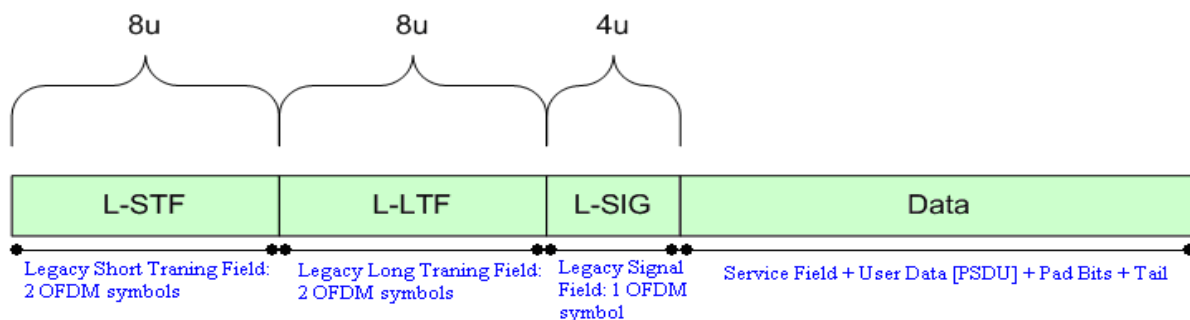 8u 8u 4u
L-STF L-LTF L-SIG Data
Legacy Short Traning Field:
2 OFDM symbols
Legacy Long Traning Field:
2 OFDM symbols
Legacy Signal
Field: 1 OFDM
symbol
Service Field + User Data [PSDU] + Pad Bits + Tail